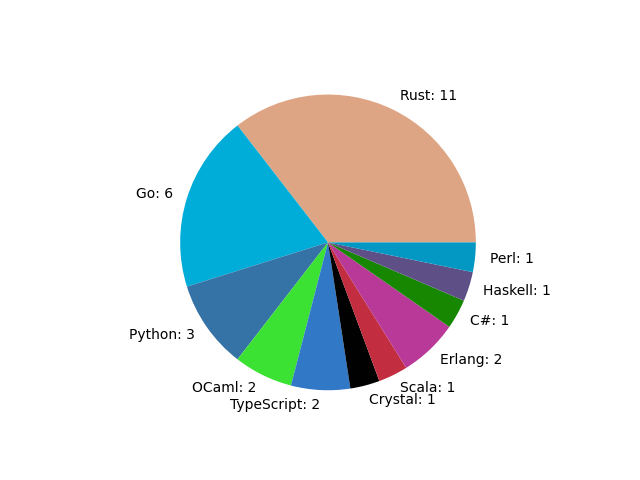 Rust: 11
Go: 6
Python: 3
OCaml: 2
TypeScript: 2
Crystal: 1
Scala: 1
Erlang: 2
C#: 1
Haskell: 1
Perl: 1